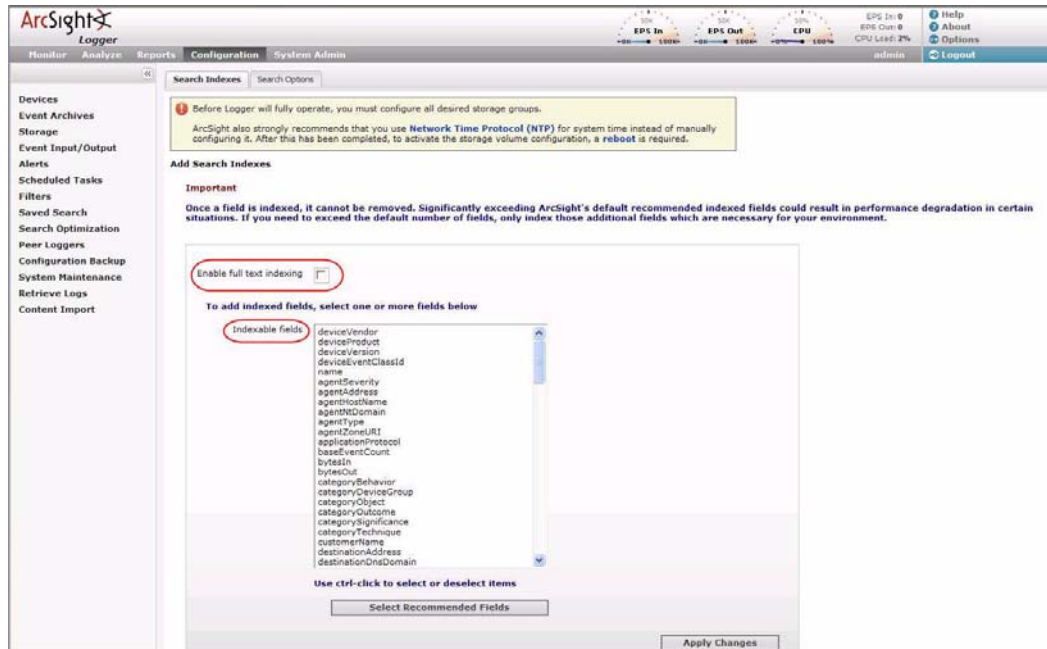 ArcSight
Logger
50K
EPS In
0K 100K
50K
EPS Out
0K 100K
50%
CPU
0% 100%
EPS In: 0
EPS Out: 0
CPU Load: 2%
Help
About
Options
Monitor Analyze Reports Configuration System Admin
admin
Logout
Search Indexes
Search Options
Devices
Event Archives
Storage
Event Input/Output
Alerts
Scheduled Tasks
Filters
Saved Search
Search Optimization
Peer Loggers
Configuration Backup
System Maintenance
Retrieve Logs
Content Import
Before Logger will fully operate, you must configure all desired storage groups.
ArcSight also strongly recommends that you use Network Time Protocol (NTP) for system time instead of manually
configuring it. After this has been completed, to activate the storage volume configuration, a reboot is required.
Add Search Indexes
Important
Once a field is indexed, it cannot be removed. Significantly exceeding ArcSight's default recommended indexed fields could result in performance degradation in certain
situations. If you need to exceed the default number of fields, only index those additional fields which are necessary for your environment.
Enable full text indexing
To add indexed fields, select one or more fields below
Indexable fields
deviceVendor
deviceProduct
deviceVersion
deviceEventClassId
name
agentSeverity
agentAddress
agentHostName
agentNtDomain
agentType
agentZoneURI
applicationProtocol
baseEventCount
bytesIn
bytesOut
categoryBehavior
categoryDeviceGroup
categoryObject
categoryOutcome
categorySignificance
categoryTechnique
customerName
destinationAddress
destinationDnsDomain
Use ctrl-click to select or deselect items
Select Recommended Fields
Apply Changes